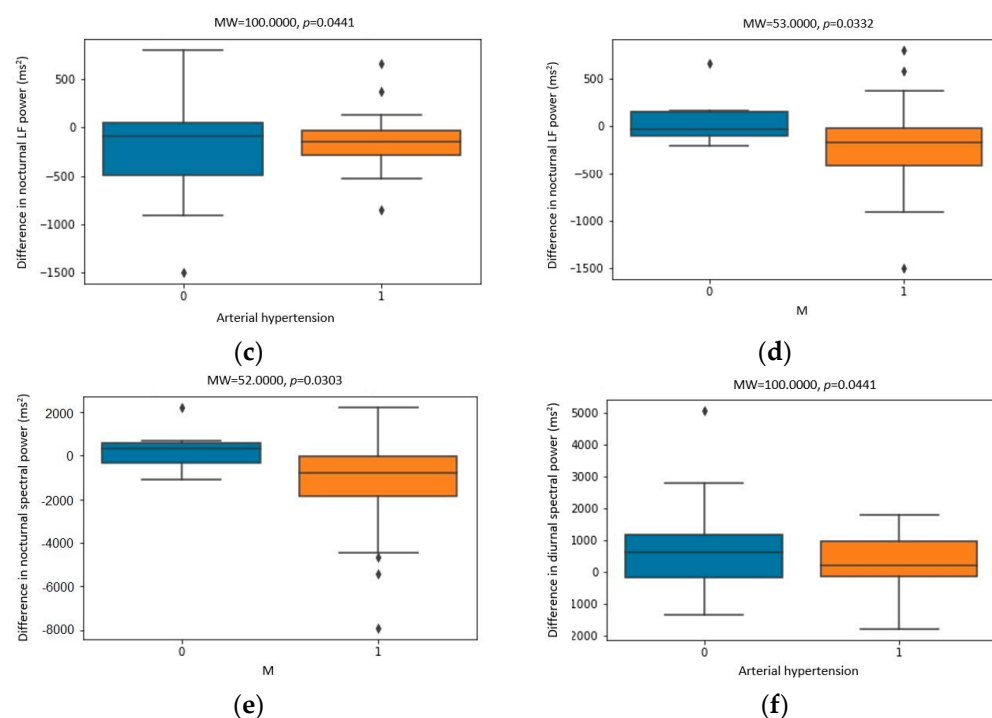 MW=100.0000, p=0.0441
Difference in nocturnal LF power (ms²)
500
0
−500
−1000
−1500
0 1
Arterial hypertension
(c)
MW=53.0000, p=0.0332
Difference in nocturnal LF power (ms²)
500
0
−500
−1000
−1500
0 1
M
(d)
MW=52.0000, p=0.0303
Difference in nocturnal spectral power (ms²)
2000
0
-2000
-4000
-6000
-8000
0 1
M
(e)
MW=100.0000, p=0.0441
Difference in diurnal spectral power (ms²)
5000
4000
3000
2000
1000
0
1000
2000
0 1
Arterial hypertension
(f)